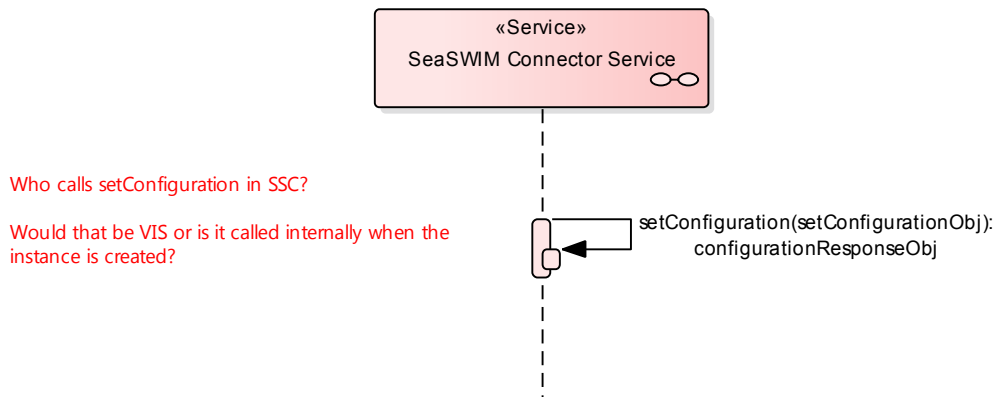 «Service»
SeaSWIM Connector Service
Who calls setConfiguration in SSC?
Would that be VIS or is it called internally when the
instance is created?
setConfiguration(setConfigurationObj):
configurationResponseObj